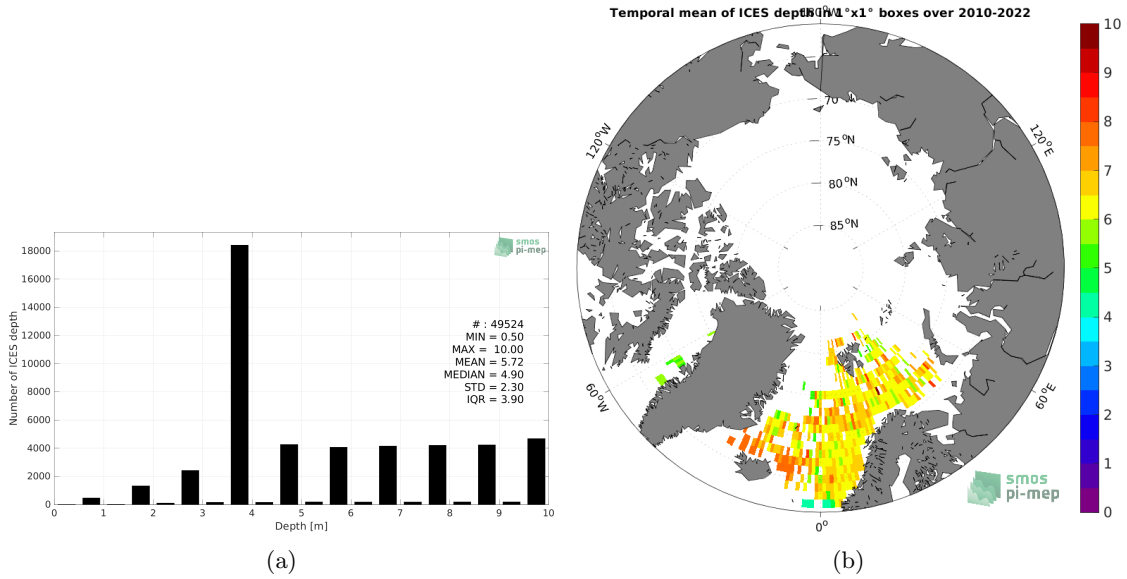 smos
pi-mep
18000
16000
14000
12000
10000
8000
6000
4000
2000
0
Number of ICES depth
# : 49524
MIN = 0.50
MAX = 10.00
MEAN = 5.72
MEDIAN = 4.90
STD = 2.30
IQR = 3.90
0 1 2 3 4 5 6 7 8 9 10
Depth [m]
(a)
Temporal mean of ICES depth in 1°x1° boxes over 2010-2022
180°W
120°W
120°E
60°W
60°E
0°
70
75°N
80°N
85°N
smos
pi-mep
10
9
8
7
6
5
4
3
2
1
0
(b)